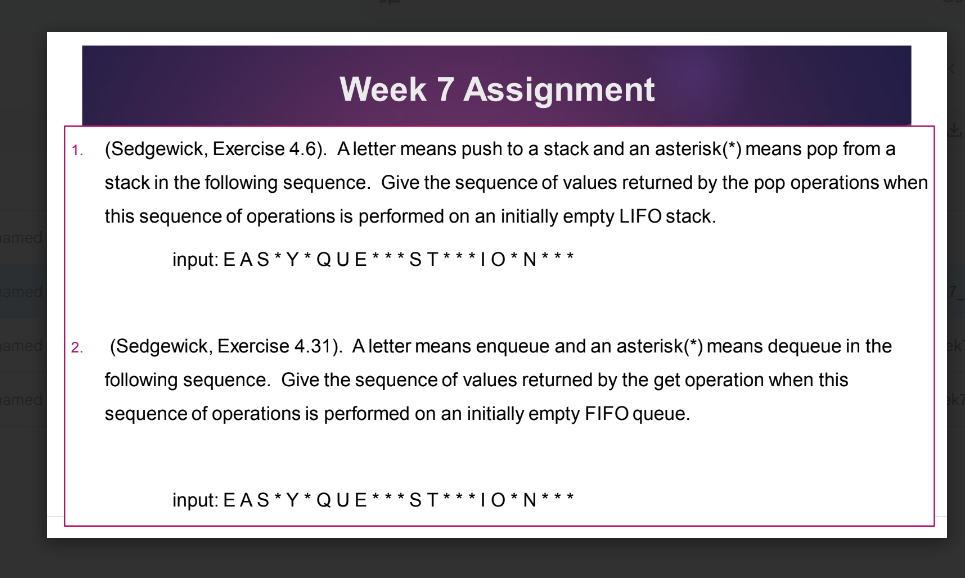 Week 7 Assignment
1. (Sedgewick, Exercise 4.6). A letter means push to a stack and an asterisk(*) means pop from a
stack in the following sequence. Give the sequence of values returned by the pop operations when
this sequence of operations is performed on an initially empty LIFO stack.
input: E A S * Y * Q U E * * * S T * * * I O * N * * *
2. (Sedgewick, Exercise 4.31). A letter means enqueue and an asterisk(*) means dequeue in the
following sequence. Give the sequence of values returned by the get operation when this
sequence of operations is performed on an initially empty FIFO queue.
input: E A S * Y * Q U E * * * S T * * * I O * N * * *
named
named
named
named